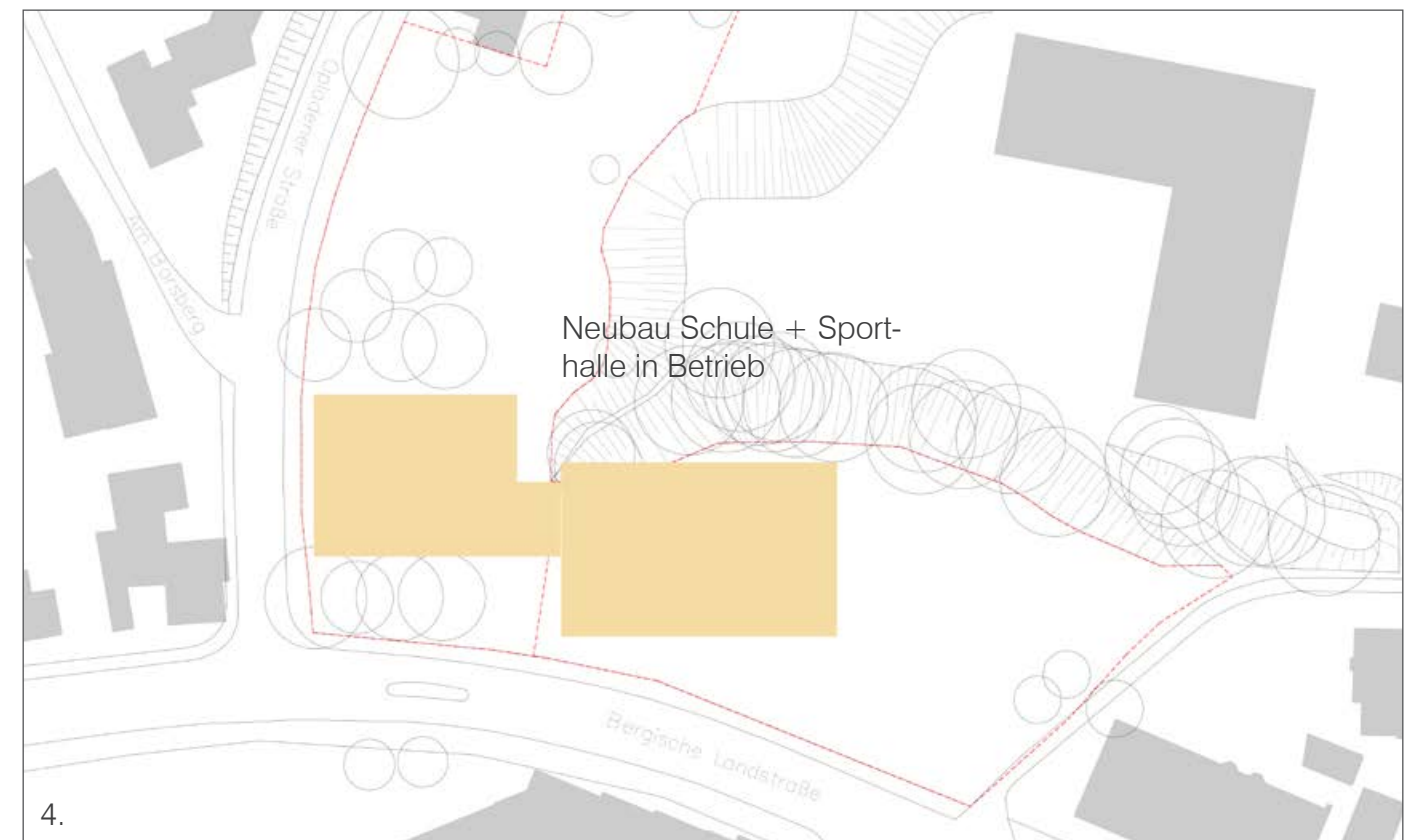 Opladener Straße
Am Borsberg
Neubau Schule + Sport-
halle in Betrieb
Bergische Landstraße
4.